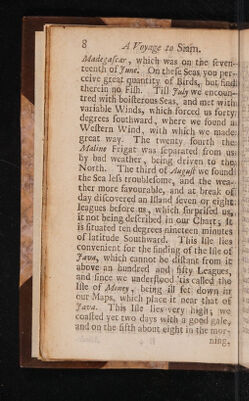 8 A Voyage to Siam.
Madegascar, which was on the seven-
teenth of June. On these Seas you per-
ceive great quantity of Birds, but find
therein no Fish. Till July we encoun-
tred with boisterous Seas, and met with
variable Winds, which forced us forty
degrees southward, where we found a
Western Wind, with which we made
great way. The twenty fourth the
Maline Frigat was separated from us
by bad weather, being driven to the
North. The third of August we found
the Sea less troublesome, and the wea-
ther more favourable, and at break of
day discovered an Island seven or eight
leagues before us, which surprised us,
it not being described in our Chart; It
is situated ten degrees nineteen minutes
of latitude Southward. This Isle lies
convenient for the finding of the Isle of
Java, which cannot be distant from it
above an hundred and fifty Leagues,
and since we understood 'tis called the
Isle of Money, being ill set down in
our Maps, which place it near that of
Java. This Isle lies very high; we
coasted yet two days with a good gale,
and on the fifth about eight in the mor-
ning,